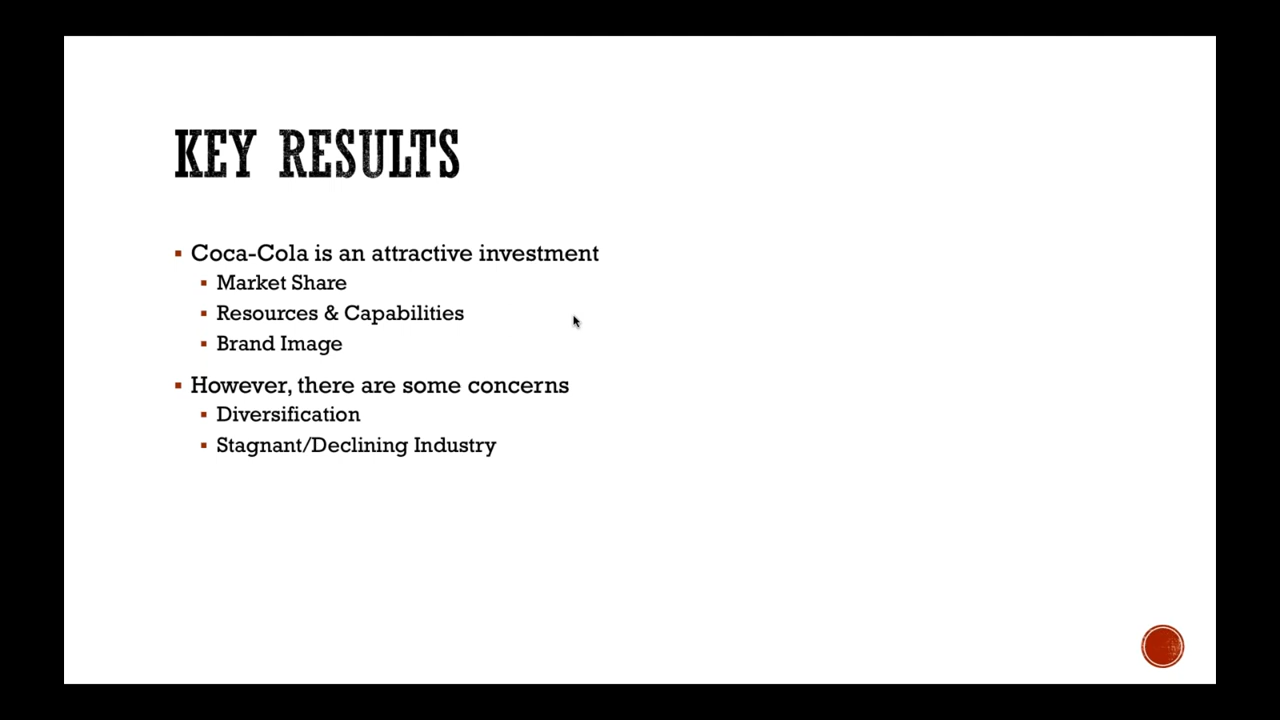 KEY RESULTS
Coca-Cola is an attractive investment
Market Share
Resources & Capabilities
Brand Image
However, there are some concerns
Diversification
Stagnant/Declining Industry